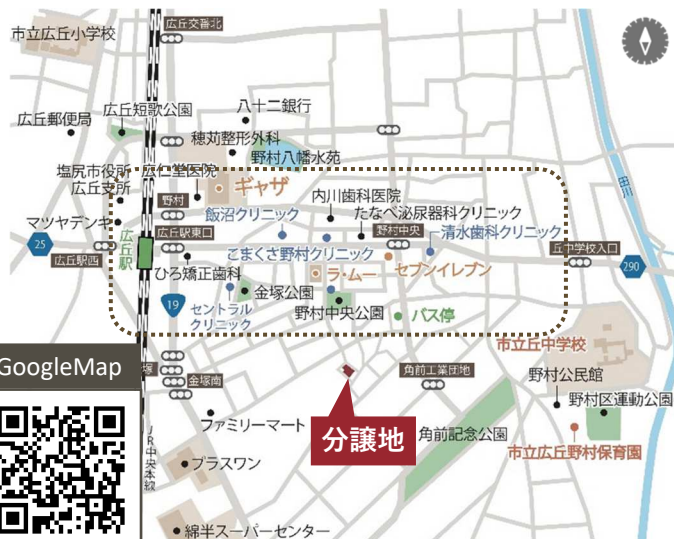 広丘交番北
市立広丘小学校
八十二銀行
広丘短歌公園
広丘郵便局
穂苅整形外科
野村八幡水苑
塩尻市役所
広丘支所
広仁堂医院
ギャザ
野村
内川歯科医院
飯沼クリニック
たなべ泌尿器科クリニック
マツヤデンキ
広丘駅東口
野村中央
清水歯科クリニック
田川
25
広丘駅
広丘駅西
こまくさ野村クリニック
セブンイレブン
丘中学校入口
290
ひろ矯正歯科
ラ・ムー
19
セントラル
クリニック
金塚公園
野村中央公園
バス停
市立丘中学校
GoogleMap
塚
金塚南
角前工業団地
野村公民館
野村区運動公園
ファミリーマート
分譲地
角前記念公園
市立広丘野村保育園
JR中央本線
プラスワン
綿半スーパーセンター